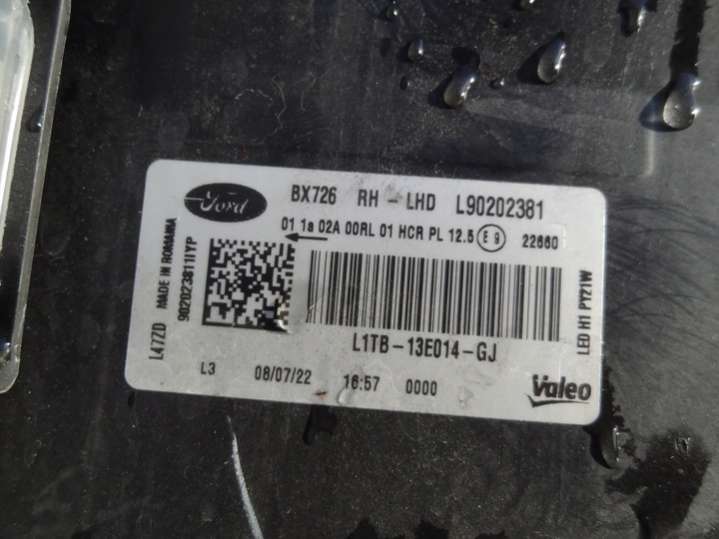 Ford BX726 RH - LHD L90202381
01 1a 02A 00RL 01 HCR PL 12.5 E9 22660
L1TB-13E014-GJ
L3 08/07/22 16:57 0000
Valeo
L47ZD MADE IN ROMANIA
902023811IYP
LED H1 PY21W